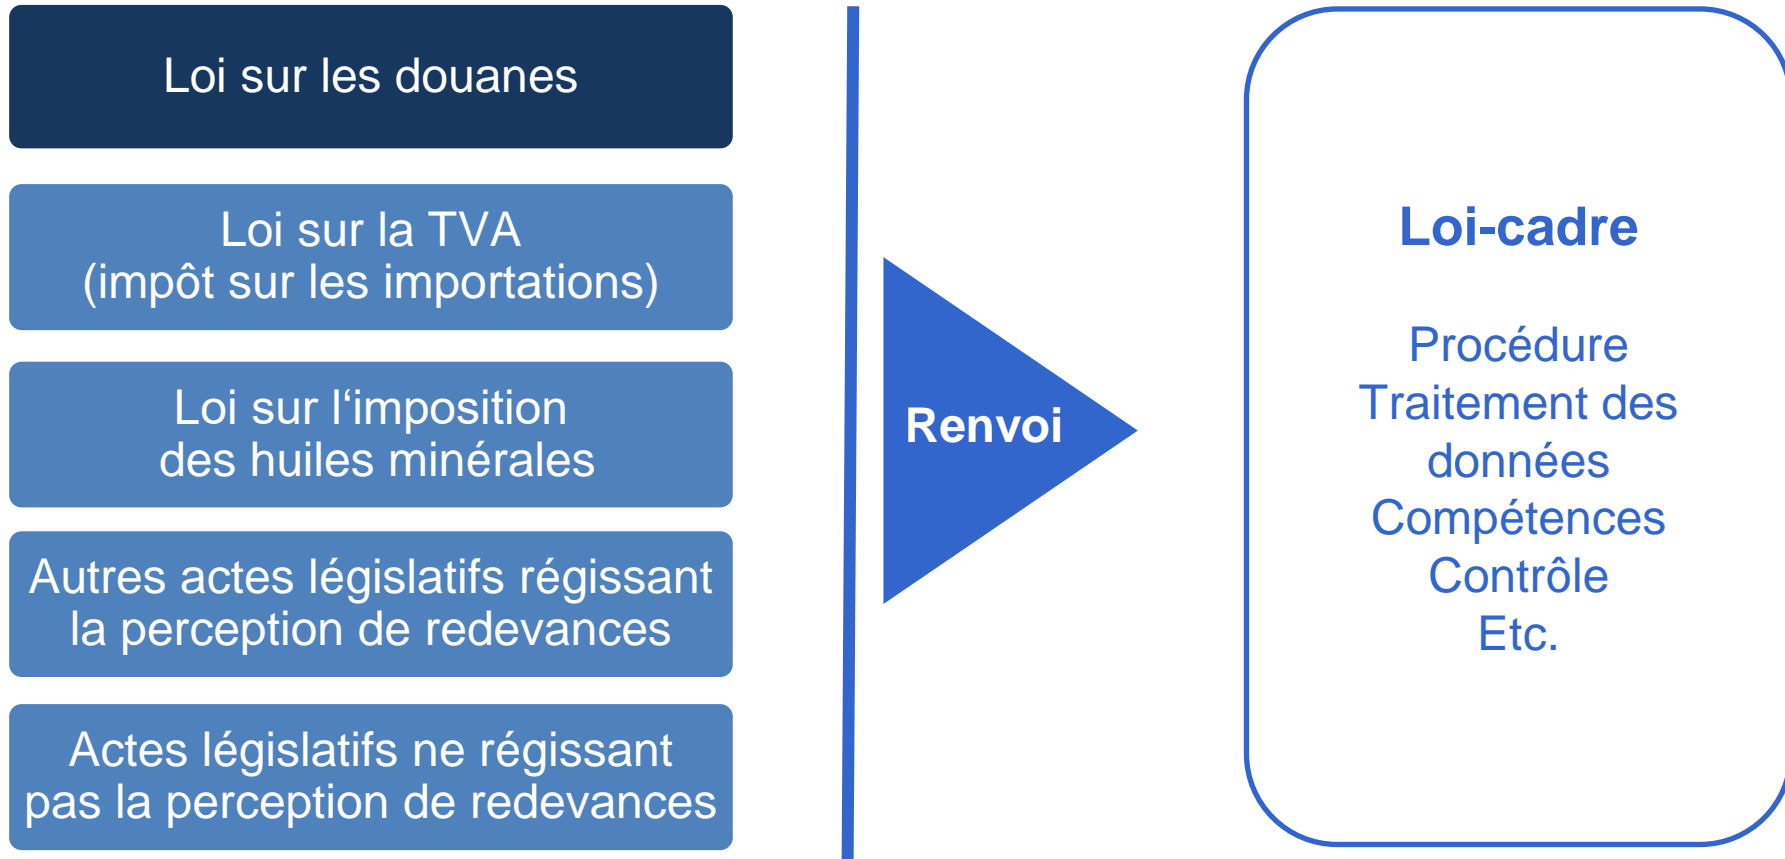 Loi sur les douanes
Loi sur la TVA
(impôt sur les importations)
Loi sur l‘imposition
des huiles minérales
Autres actes législatifs régissant
la perception de redevances
Actes législatifs ne régissant
pas la perception de redevances
Renvoi
Loi-cadre
Procédure
Traitement des
données
Compétences
Contrôle
Etc.